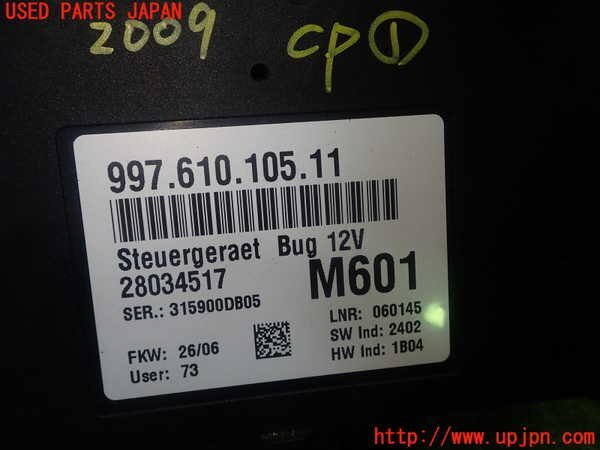 USED PARTS JAPAN
2009 CP①
997.610.105.11
Steuergeraet Bug 12V
28034517
M601
SER.: 315900DB05
LNR: 060145
SW Ind: 2402
HW Ind: 1B04
FKW: 26/06
User: 73
http://www.upjpn.com/